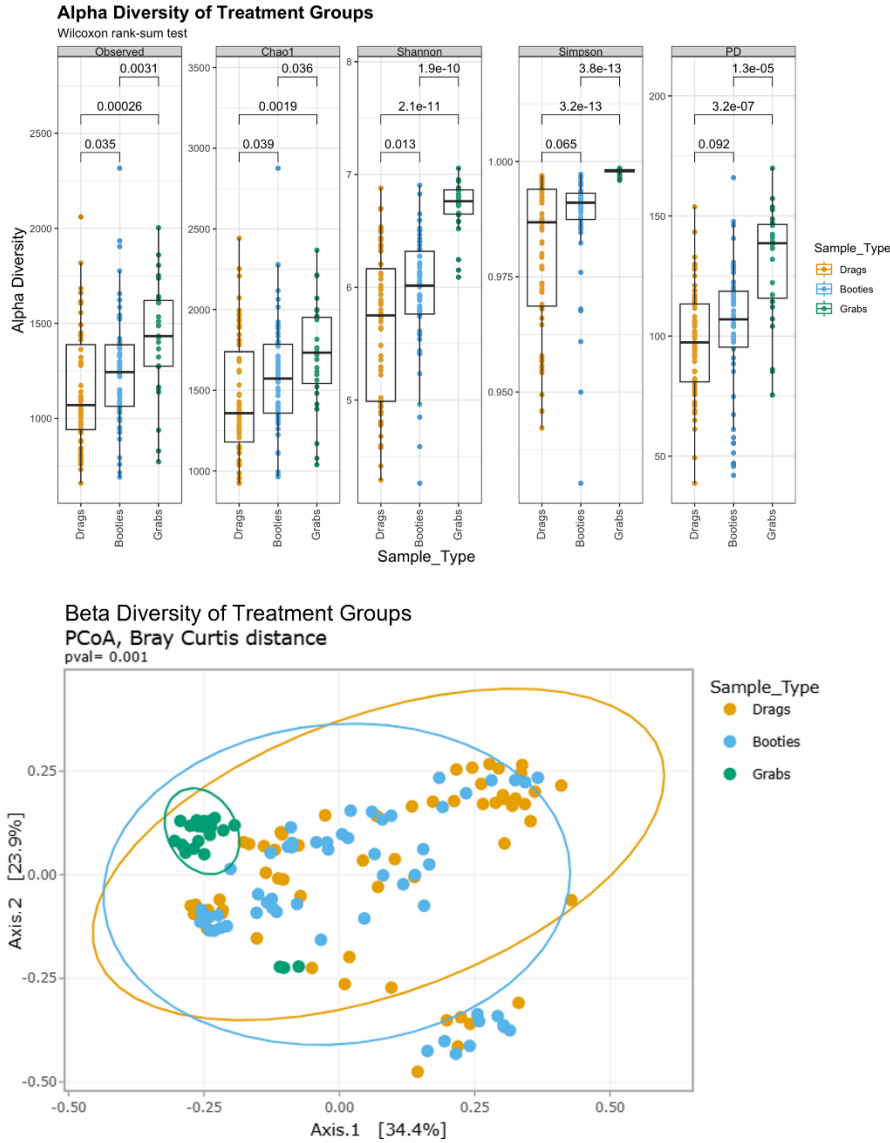 Alpha Diversity of Treatment Groups
Wilcoxon rank-sum test
Observed
Chao1
Shannon
Simpson
PD
0.0031
0.00026
0.035
0.036
0.0019
0.039
1.9e-10
2.1e-11
0.013
3.8e-13
3.2e-13
0.065
1.3e-05
3.2e-07
0.092
Alpha Diversity
2500
2000
1500
1000
3500
3000
2500
2000
1500
1000
8
7
6
5
1.000
0.975
0.950
200
150
100
50
Drags
Booties
Grabs
Drags
Booties
Grabs
Drags
Booties
Grabs
Drags
Booties
Grabs
Drags
Booties
Grabs
Sample_Type
Sample_Type
Drags
Booties
Grabs
Beta Diversity of Treatment Groups
PCoA, Bray Curtis distance
pval= 0.001
Axis.2 [23.9%]
0.25
0.00
-0.25
-0.50
-0.50
-0.25
0.00
0.25
0.50
Axis.1 [34.4%]
Sample_Type
Drags
Booties
Grabs